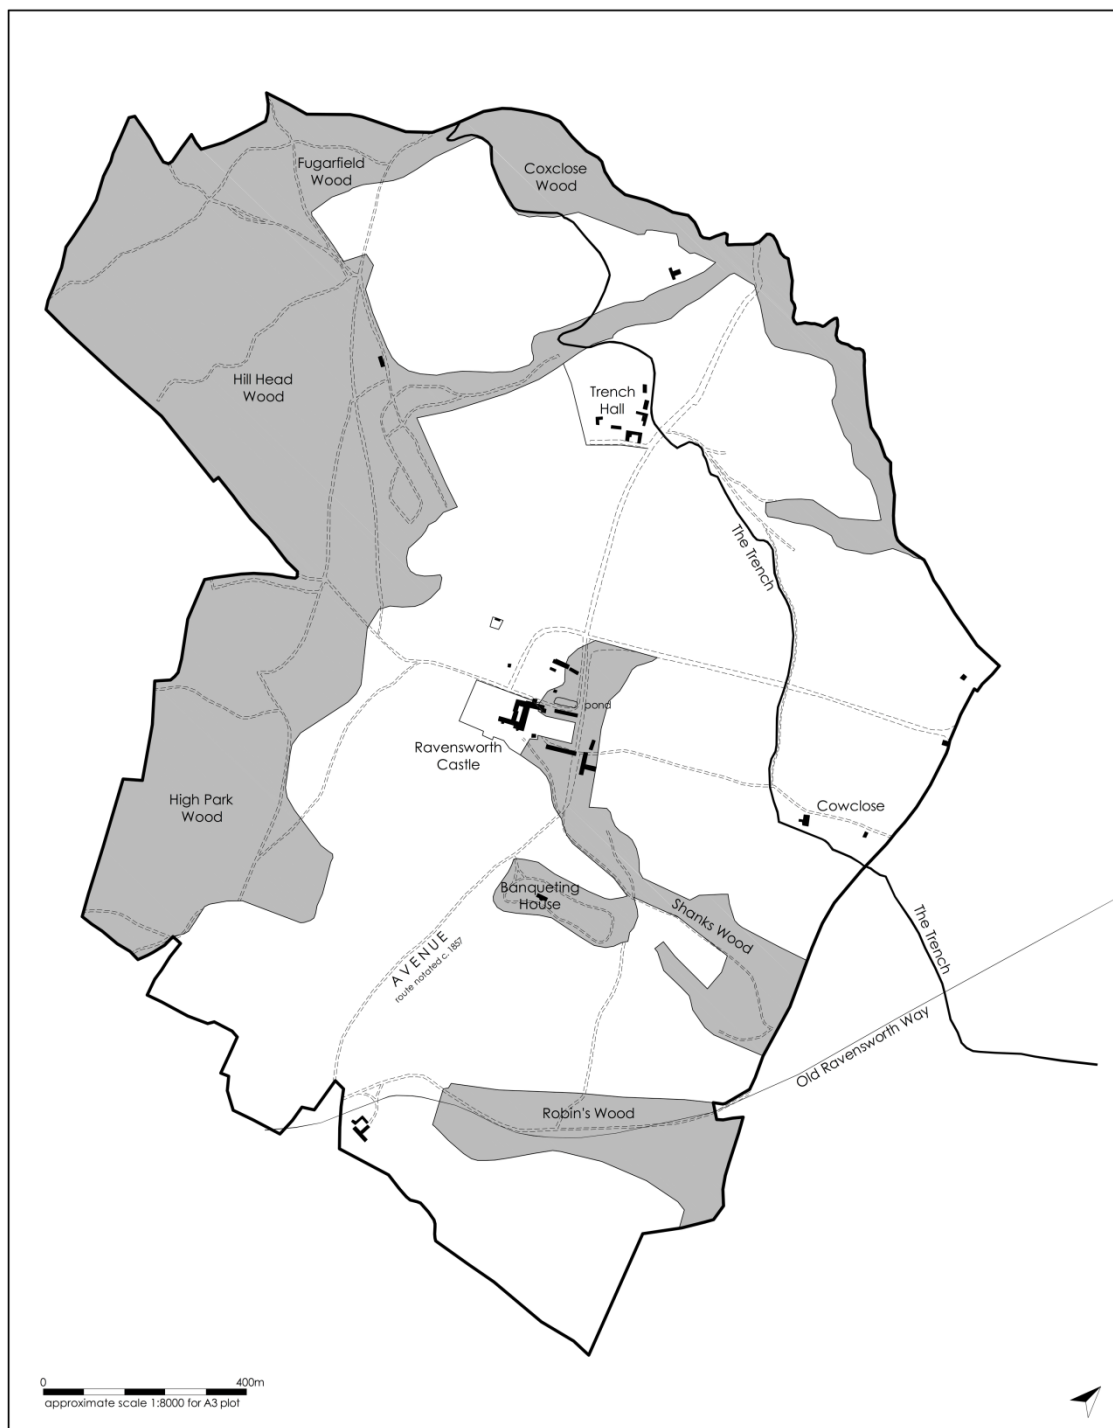 Fugarfield
Wood
Coxclose
Wood
Hill Head
Wood
Trench
Hall
The Trench
pond
Ravensworth
Castle
High Park
Wood
Cowclose
Banqueting
House
Shanks Wood
The Trench
AVENUE
route notated c. 1857
Old Ravensworth Way
Robin's Wood
0 400m
approximate scale 1:8000 for A3 plot